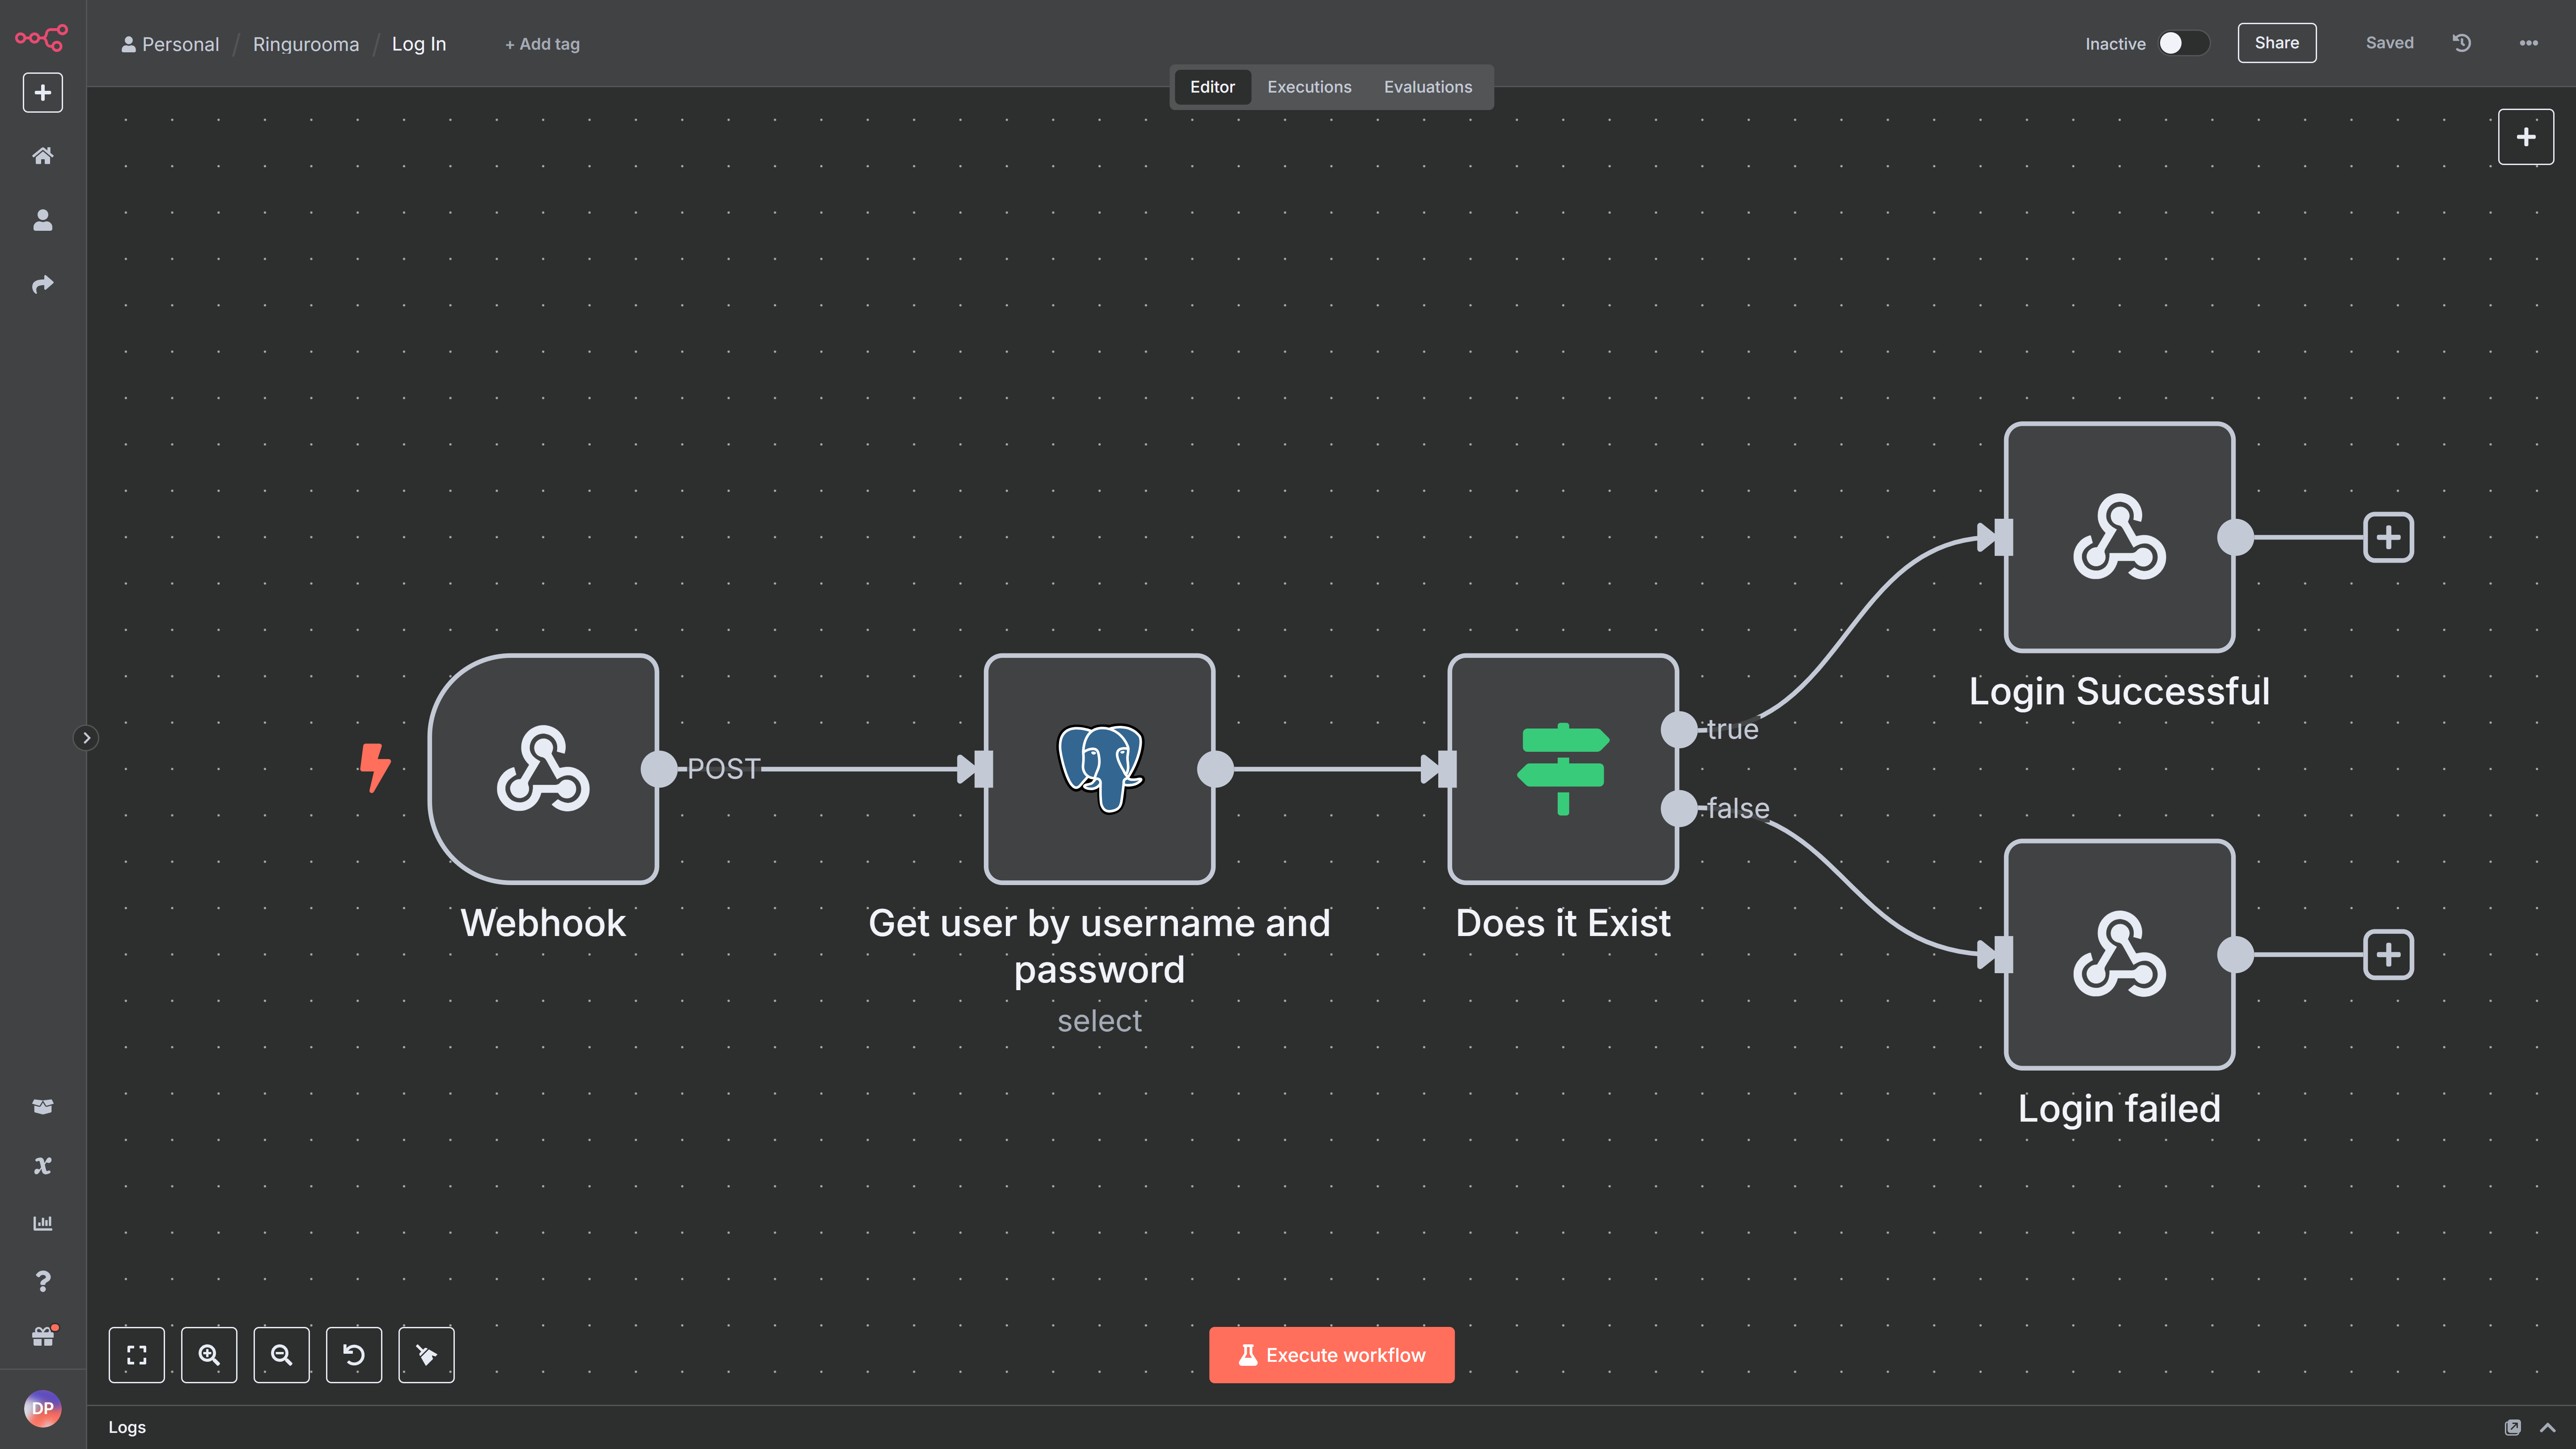 Personal / Ringurooma / Log In + Add tag
Inactive Share Saved
Editor Executions Evaluations
Login Successful
true
POST
false
Webhook
Get user by username and
password
select
Does it Exist
Login failed
Execute workflow
DP
Logs